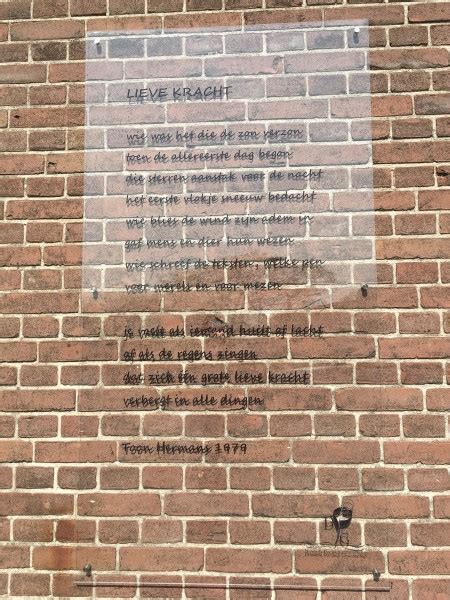 LIEVE KRACHT
wie was het die de zon verzon
toen de allereerste dag begon
die sterren aanstak voor de nacht
het eerste vlokje sneeuw bedacht
wie blies de wind zijn adem in
gaf mens en dier hun wezen
wie schreef de teksten, welke pen
voor merels en voor mezen
je voelt als iemand huilt of lacht
of als de regens zingen
dat zich één grote lieve kracht
verbergt in alle dingen
Toon Hermans 1979